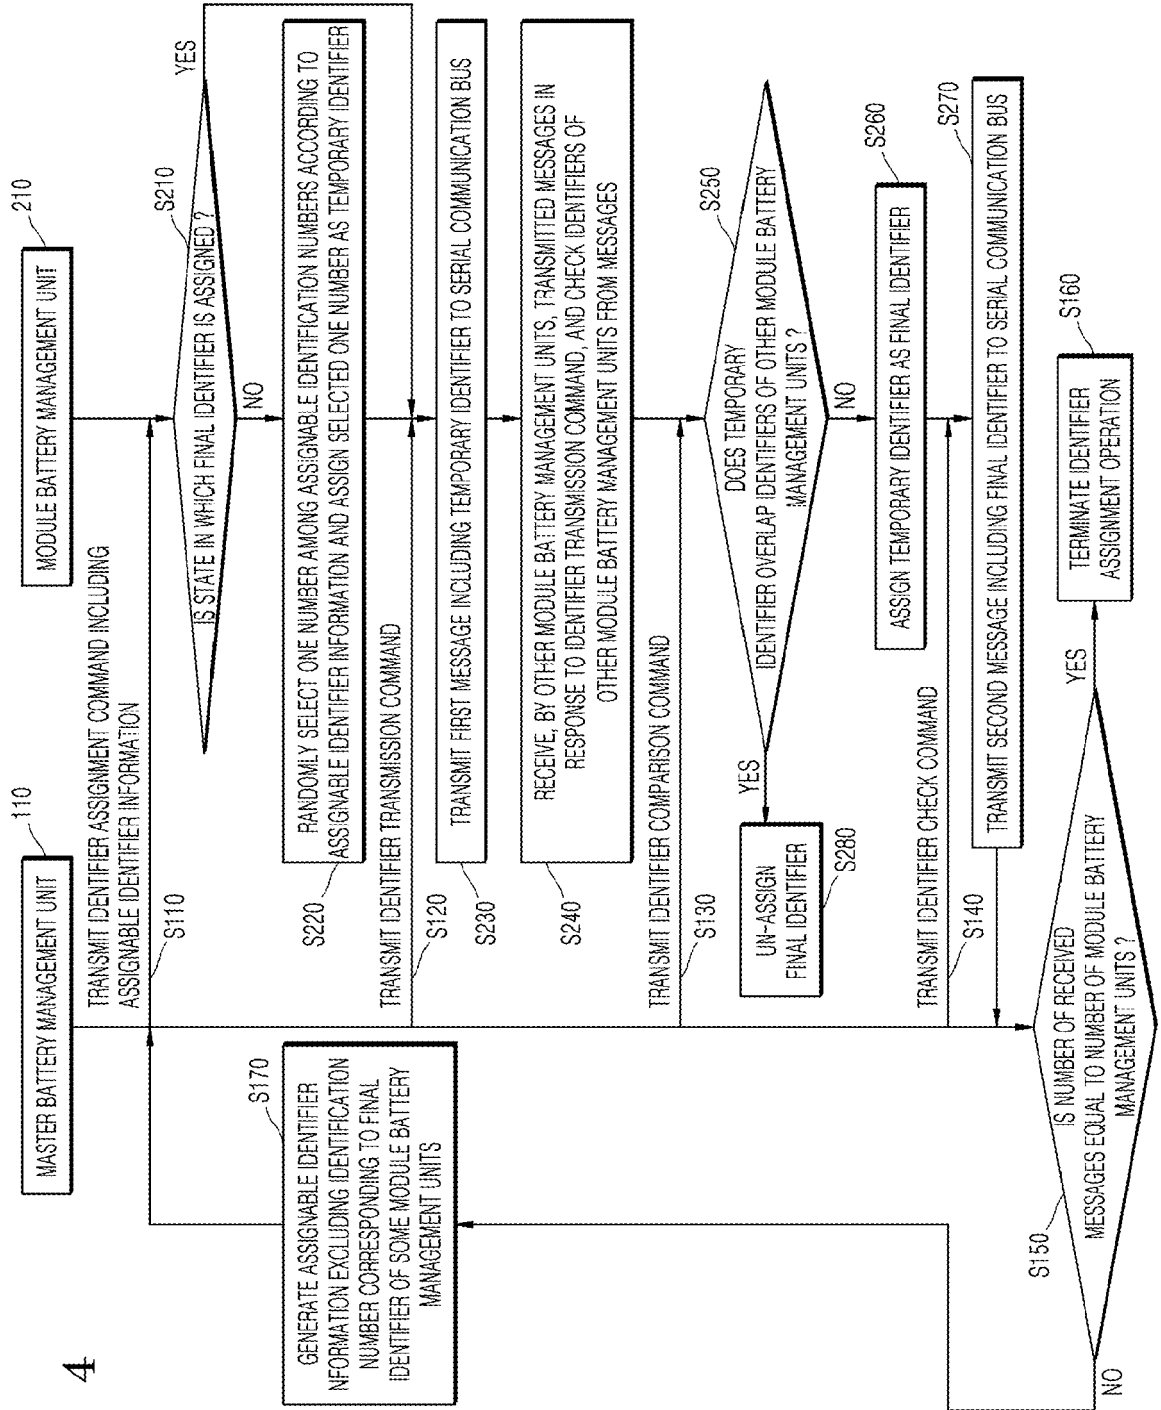 4
MASTER BATTERY MANAGEMENT UNIT
110
MODULE BATTERY MANAGEMENT UNIT
210
TRANSMIT IDENTIFIER ASSIGNMENT COMMAND INCLUDING
ASSIGNABLE IDENTIFIER INFORMATION
S110
IS STATE IN WHICH FINAL IDENTIFIER IS ASSIGNED ?
S210
YES
NO
RANDOMLY SELECT ONE NUMBER AMONG ASSIGNABLE IDENTIFICATION NUMBERS ACCORDING TO
ASSIGNABLE IDENTIFIER INFORMATION AND ASSIGN SELECTED ONE NUMBER AS TEMPORARY IDENTIFIER
S220
TRANSMIT IDENTIFIER TRANSMISSION COMMAND
S120
TRANSMIT FIRST MESSAGE INCLUDING TEMPORARY IDENTIFIER TO SERIAL COMMUNICATION BUS
S230
RECEIVE, BY OTHER MODULE BATTERY MANAGEMENT UNITS, TRANSMITTED MESSAGES IN
RESPONSE TO IDENTIFIER TRANSMISSION COMMAND, AND CHECK IDENTIFIERS OF
OTHER MODULE BATTERY MANAGEMENT UNITS FROM MESSAGES
S240
TRANSMIT IDENTIFIER COMPARISON COMMAND
S130
DOES TEMPORARY
IDENTIFIER OVERLAP IDENTIFIERS OF OTHER MODULE BATTERY
MANAGEMENT UNITS ?
S250
YES
NO
UN-ASSIGN
FINAL IDENTIFIER
S280
ASSIGN TEMPORARY IDENTIFIER AS FINAL IDENTIFIER
S260
TRANSMIT IDENTIFIER CHECK COMMAND
S140
TRANSMIT SECOND MESSAGE INCLUDING FINAL IDENTIFIER TO SERIAL COMMUNICATION BUS
S270
IS NUMBER OF RECEIVED
MESSAGES EQUAL TO NUMBER OF MODULE BATTERY
MANAGEMENT UNITS ?
S150
YES
NO
TERMINATE IDENTIFIER
ASSIGNMENT OPERATION
S160
GENERATE ASSIGNABLE IDENTIFIER
NFORMATION EXCLUDING IDENTIFICATION
NUMBER CORRESPONDING TO FINAL
IDENTIFIER OF SOME MODULE BATTERY
MANAGEMENT UNITS
S170